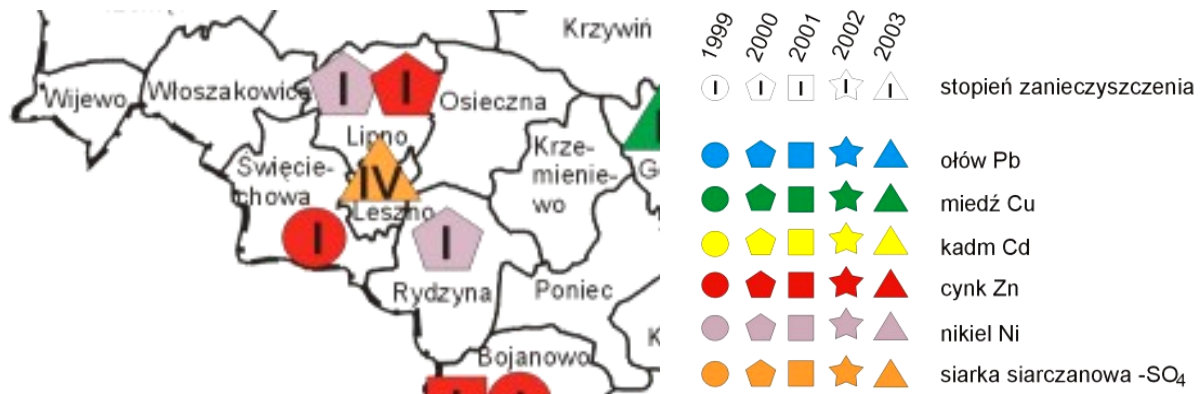 Krzywiń
Wijewo
Włoszakowice
I
I
Osieczna
Lipno
Święcie-
chowa
IV
Leszno
Krze-
mienie-
wo
I
I
Rydzyna
Poniec
Bojanowo
1999
2000
2001
2002
2003
I
I
I
I
I
stopień zanieczyszczenia
ołów Pb
miedź Cu
kadm Cd
cynk Zn
nikiel Ni
siarka siarczanowa -SO₄